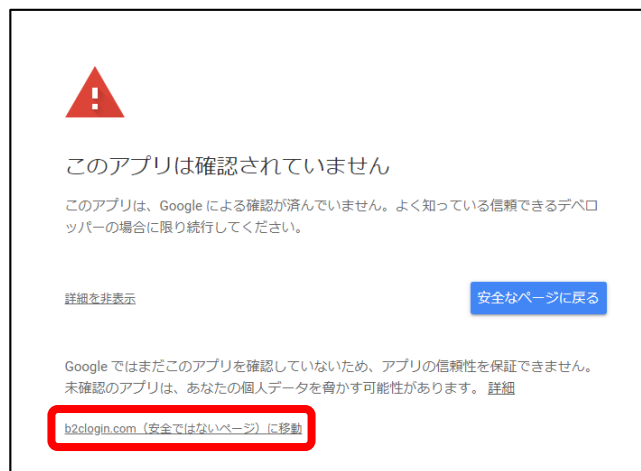 このアプリは確認されていません
このアプリは、Google による確認が済んでいません。よく知っている信頼できるデベロ
ッパーの場合に限り続行してください。
詳細を非表示
安全なページに戻る
Google ではまだこのアプリを確認していないため、アプリの信頼性を保証できません。
未確認のアプリは、あなたの個人データを脅かす可能性があります。 詳細
b2clogin.com（安全ではないページ）に移動